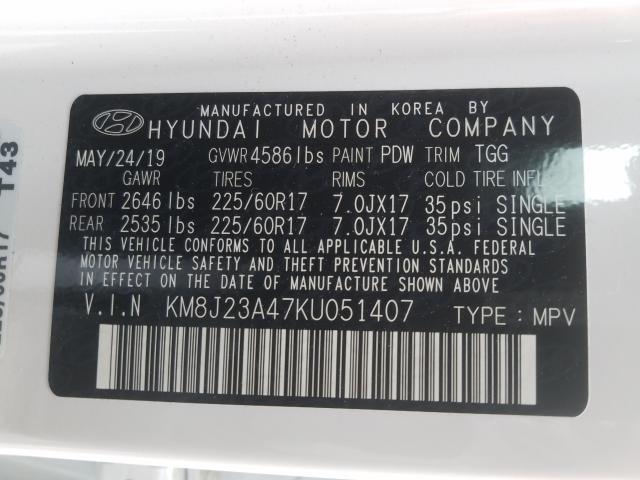 MANUFACTURED IN KOREA BY
HYUNDAI MOTOR COMPANY
MAY/24/19 GVWR 4586 lbs PAINT PDW TRIM TGG
GAWR TIRES RIMS COLD TIRE INFL
FRONT 2646 lbs 225/60R17 7.0JX17 35psi SINGLE
REAR 2535 lbs 225/60R17 7.0JX17 35psi SINGLE
THIS VEHICLE CONFORMS TO ALL APPLICABLE U.S.A. FEDERAL
MOTOR VEHICLE SAFETY AND THEFT PREVENTION STANDARDS
IN EFFECT ON THE DATE OF MANUFACTURE SHOWN ABOVE.
V.I.N KM8J23A47KU051407 TYPE : MPV
T43